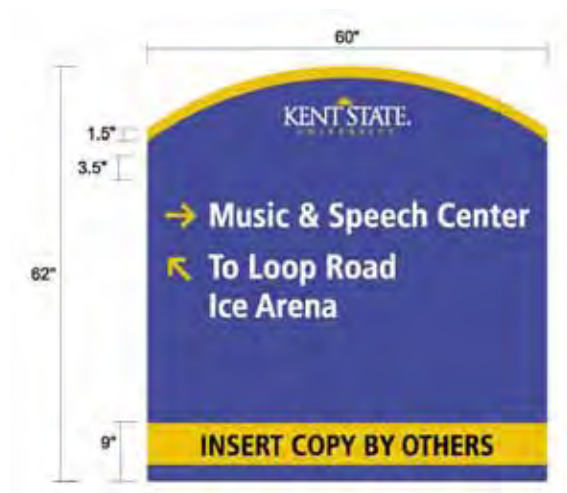 60"
KENT STATE.
UNIVERSITY
1.5"
3.5"
→ Music & Speech Center
62"
↖ To Loop Road
Ice Arena
9"
INSERT COPY BY OTHERS